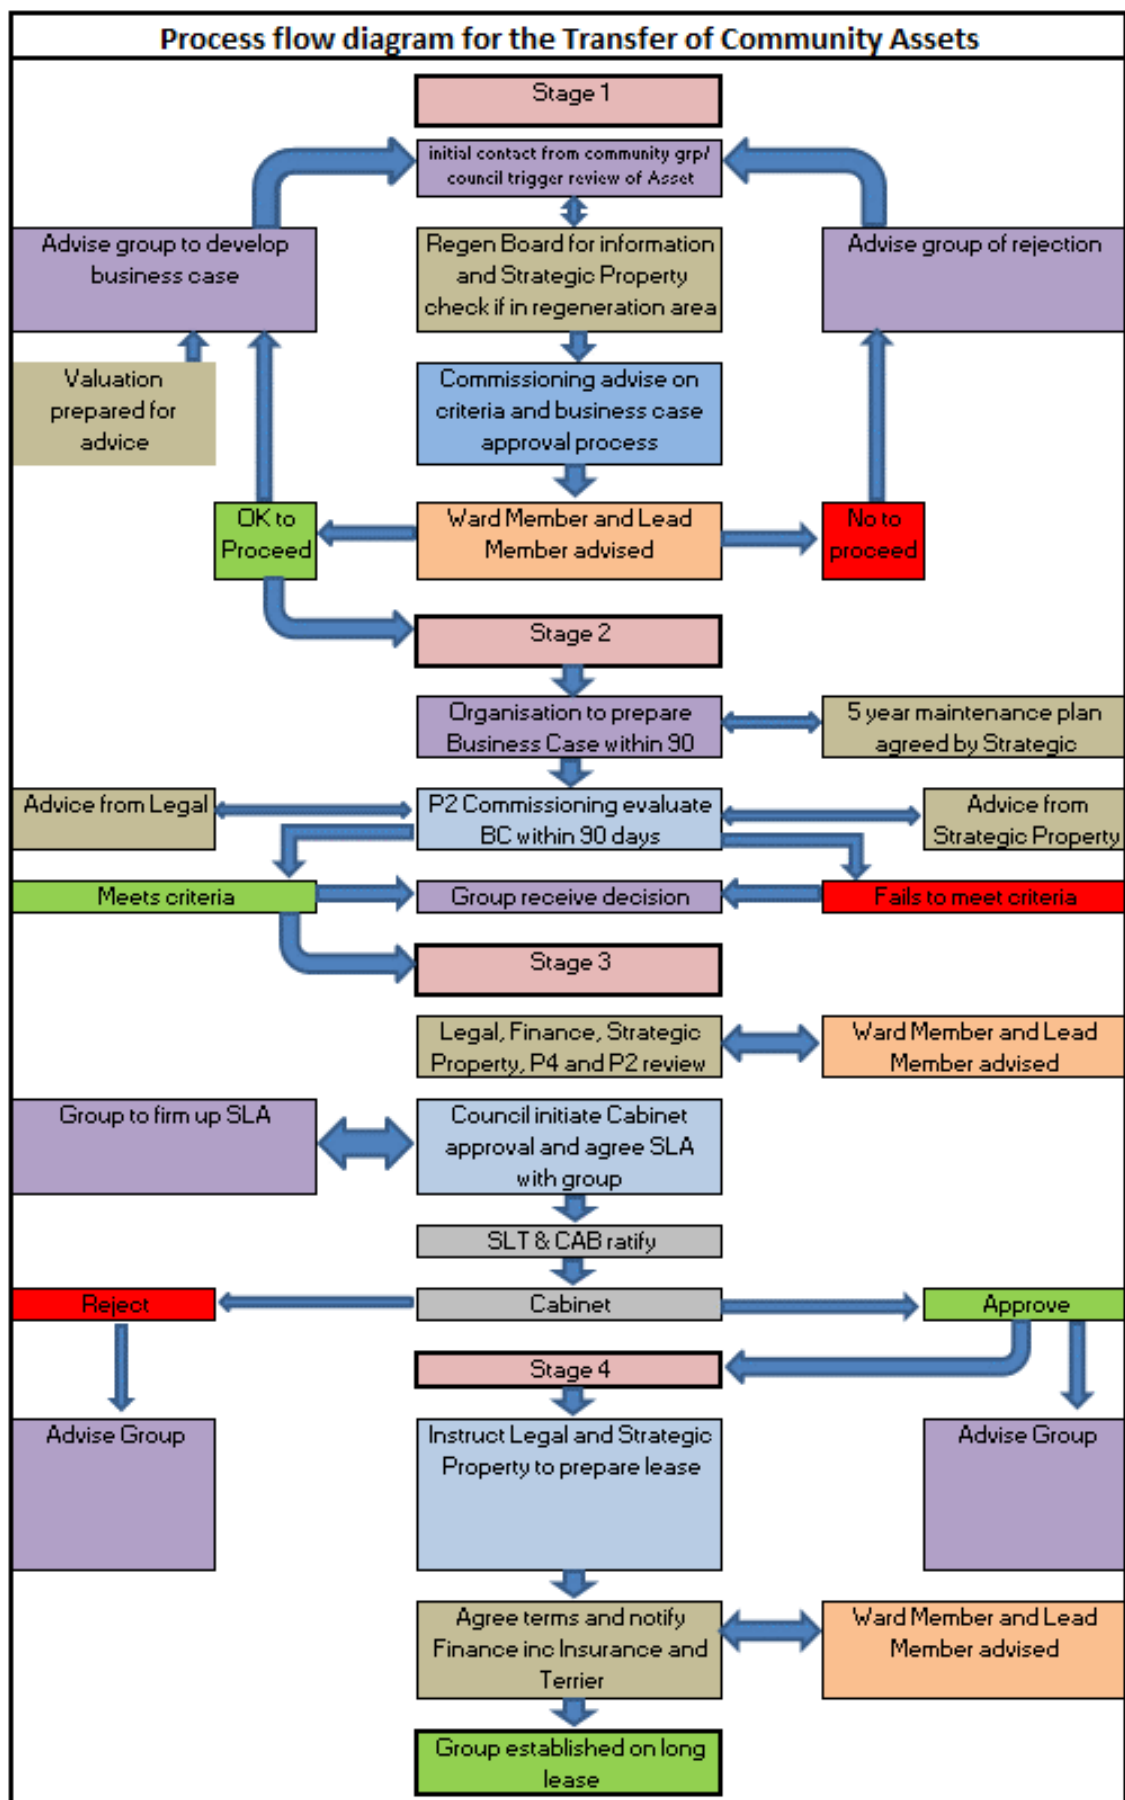 Process flow diagram for the Transfer of Community Assets
Stage 1
initial contact from community grp/
council trigger review of Asset
Advise group to develop
business case
Regen Board for information
and Strategic Property
check if in regeneration area
Advise group of rejection
Valuation
prepared for
advice
Commissioning advise on
criteria and business case
approval process
OK to
Proceed
Ward Member and Lead
Member advised
No to
proceed
Stage 2
Organisation to prepare
Business Case within 90
5 year maintenance plan
agreed by Strategic
Advice from Legal
P2 Commissioning evaluate
BC within 90 days
Advice from
Strategic Property
Meets criteria
Group receive decision
Fails to meet criteria
Stage 3
Legal, Finance, Strategic
Property, P4 and P2 review
Ward Member and Lead
Member advised
Group to firm up SLA
Council initiate Cabinet
approval and agree SLA
with group
SLT & CAB ratify
Reject
Cabinet
Approve
Stage 4
Advise Group
Instruct Legal and Strategic
Property to prepare lease
Advise Group
Agree terms and notify
Finance inc Insurance and
Terrier
Ward Member and Lead
Member advised
Group established on long
lease